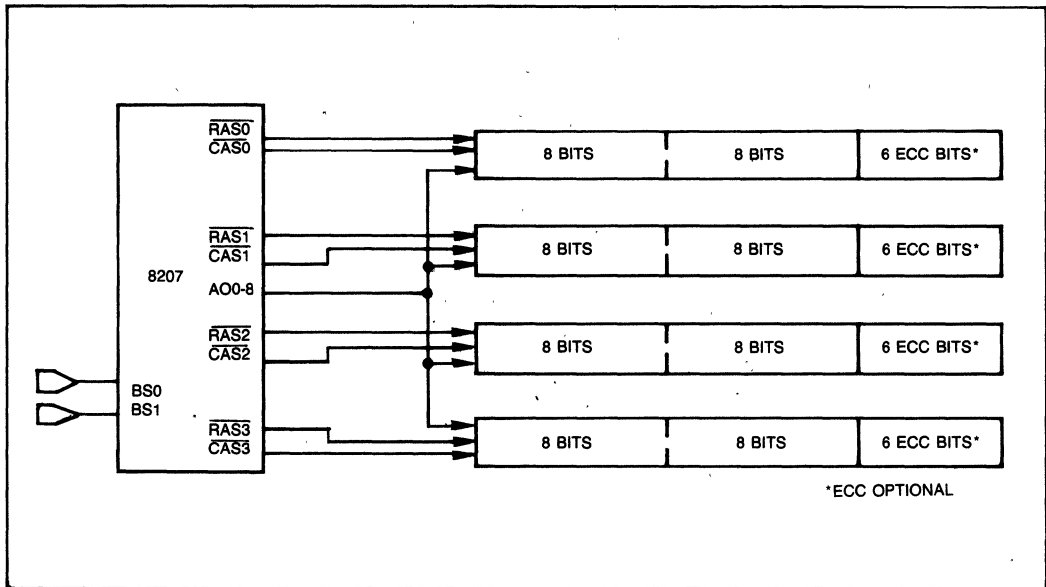 RAS0
CAS0
8 BITS 8 BITS 6 ECC BITS*
RAS1
CAS1
8 BITS 8 BITS 6 ECC BITS*
8207
AO0-8
RAS2
CAS2
8 BITS 8 BITS 6 ECC BITS*
BS0
BS1
RAS3
CAS3
8 BITS 8 BITS 6 ECC BITS*
*ECC OPTIONAL